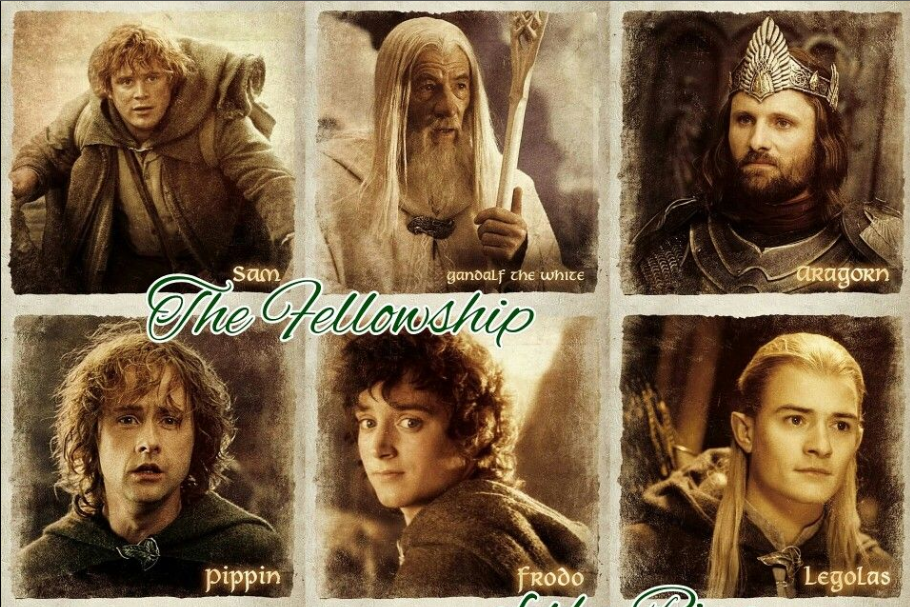 Sam
gandalf the white
aragorn
The Fellowship
pippin
Frodo
Legolas